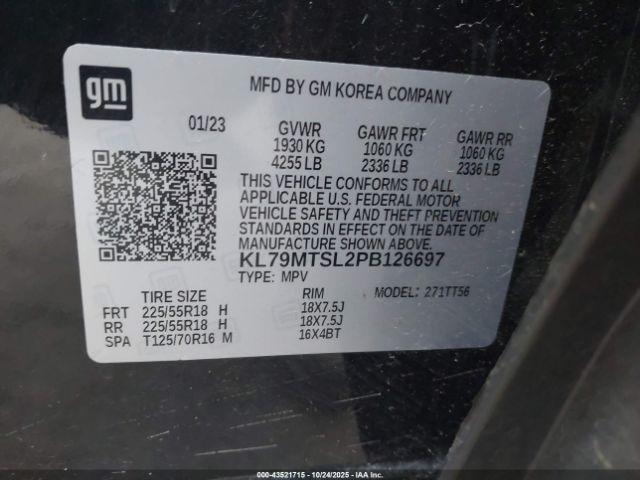 gm
MFD BY GM KOREA COMPANY
01/23 GVWR GAWR FRT GAWR RR
1930 KG 1060 KG 1060 KG
4255 LB 2336 LB 2336 LB
THIS VEHICLE CONFORMS TO ALL
APPLICABLE U.S. FEDERAL MOTOR
VEHICLE SAFETY AND THEFT PREVENTION
STANDARDS IN EFFECT ON THE DATE OF
MANUFACTURE SHOWN ABOVE.
KL79MTSL2PB126697
TYPE: MPV MODEL: 271TT56
TIRE SIZE RIM
FRT 225/55R18 H 18X7.5J
RR 225/55R18 H 18X7.5J
SPA T125/70R16 M 16X4BT
000-43521715 - 10/24/2025 - www.iaai.com